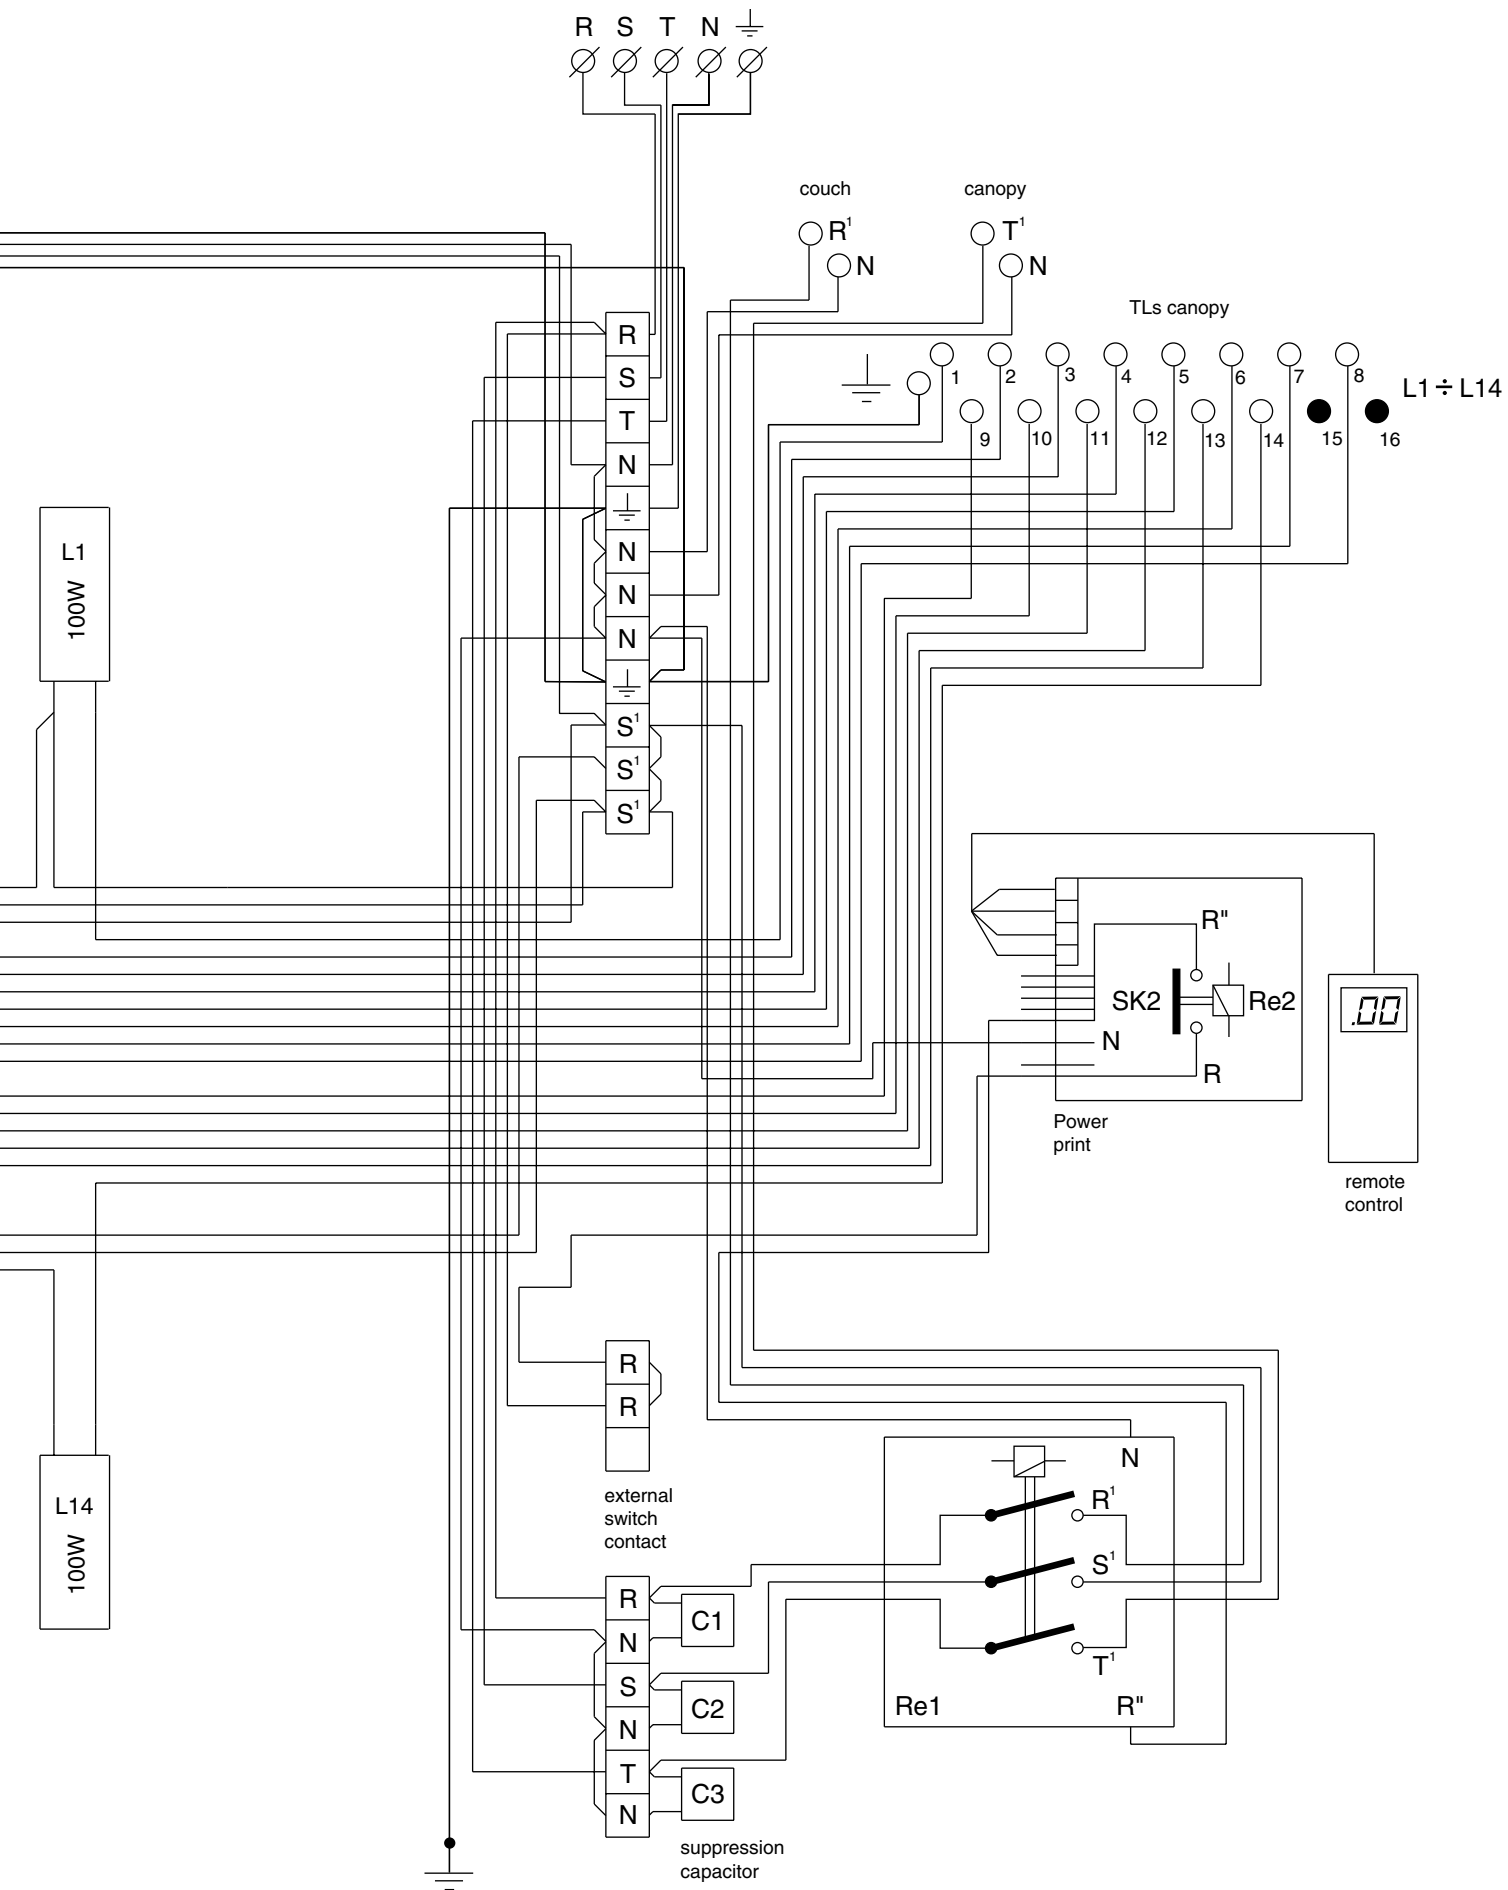 R S T N
couch
canopy
R¹
T¹
N
N
TLs canopy
1 2 3 4 5 6 7 8
L1 ÷ L14
9 10 11 12 13 14 15 16
R
S
T
N
N
N
N
S¹
S¹
S¹
L1
100W
R"
SK2
Re2
.00
N
R
Power
print
remote
control
R
R
external
switch
contact
L14
100W
N
R¹
S¹
T¹
Re1
R"
R
N
S
N
T
N
C1
C2
C3
suppression
capacitor